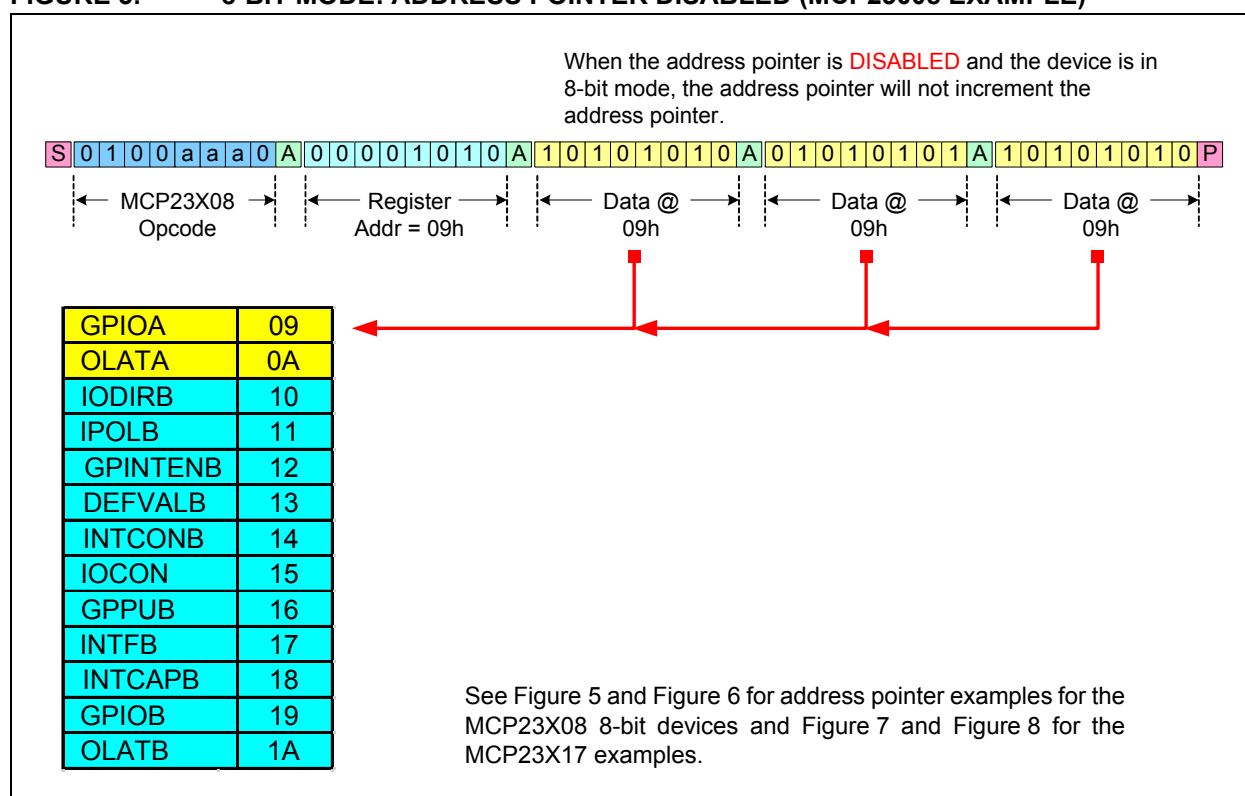 When the address pointer is DISABLED and the device is in
8-bit mode, the address pointer will not increment the
address pointer.
S 0 1 0 0 a a a 0 A 0 0 0 0 1 0 1 0 A 1 0 1 0 1 0 1 0 A 0 1 0 1 0 1 0 1 A 1 0 1 0 1 0 1 0 P
MCP23X08 Register Data @ Data @ Data @
Opcode Addr = 09h 09h 09h 09h
GPIOA 09
OLATA 0A
IODIRB 10
IPOLB 11
GPINTENB 12
DEFVALB 13
INTCONB 14
IOCON 15
GPPUB 16
INTFB 17
INTCAPB 18
GPIOB 19
OLATB 1A
See Figure 5 and Figure 6 for address pointer examples for the
MCP23X08 8-bit devices and Figure 7 and Figure 8 for the
MCP23X17 examples.